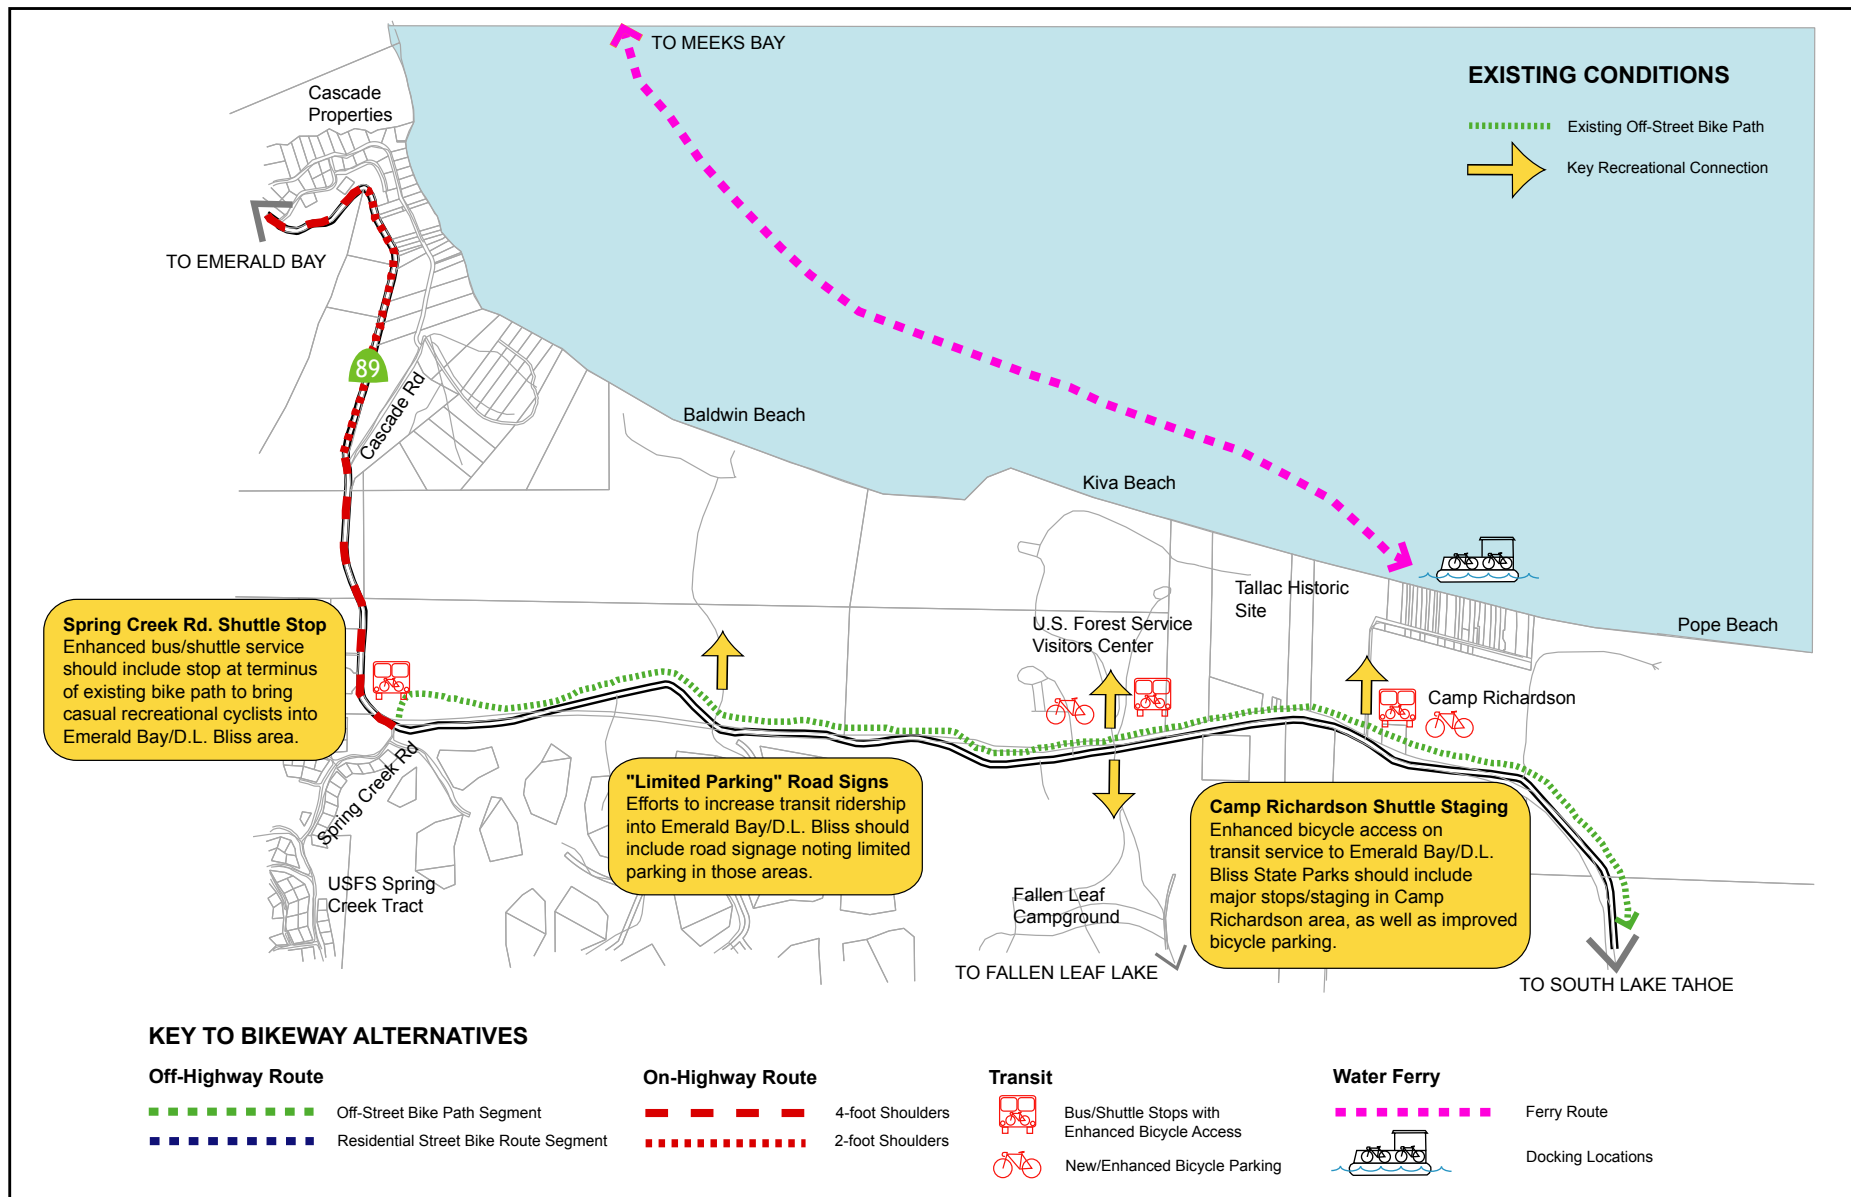 TO MEEKS BAY
EXISTING CONDITIONS
Existing Off-Street Bike Path
Key Recreational Connection
Cascade
Properties
TO EMERALD BAY
89
Cascade Rd
Baldwin Beach
Kiva Beach
Tallac Historic
Site
U.S. Forest Service
Visitors Center
Pope Beach
Camp Richardson
Spring Creek Rd. Shuttle Stop
Enhanced bus/shuttle service
should include stop at terminus
of existing bike path to bring
casual recreational cyclists into
Emerald Bay/D.L. Bliss area.
Spring Creek Rd
"Limited Parking" Road Signs
Efforts to increase transit ridership
into Emerald Bay/D.L. Bliss should
include road signage noting limited
parking in those areas.
Camp Richardson Shuttle Staging
Enhanced bicycle access on
transit service to Emerald Bay/D.L.
Bliss State Parks should include
major stops/staging in Camp
Richardson area, as well as improved
bicycle parking.
USFS Spring
Creek Tract
Fallen Leaf
Campground
TO FALLEN LEAF LAKE
TO SOUTH LAKE TAHOE
KEY TO BIKEWAY ALTERNATIVES
Off-Highway Route
Off-Street Bike Path Segment
Residential Street Bike Route Segment
On-Highway Route
4-foot Shoulders
2-foot Shoulders
Transit
Bus/Shuttle Stops with
Enhanced Bicycle Access
New/Enhanced Bicycle Parking
Water Ferry
Ferry Route
Docking Locations